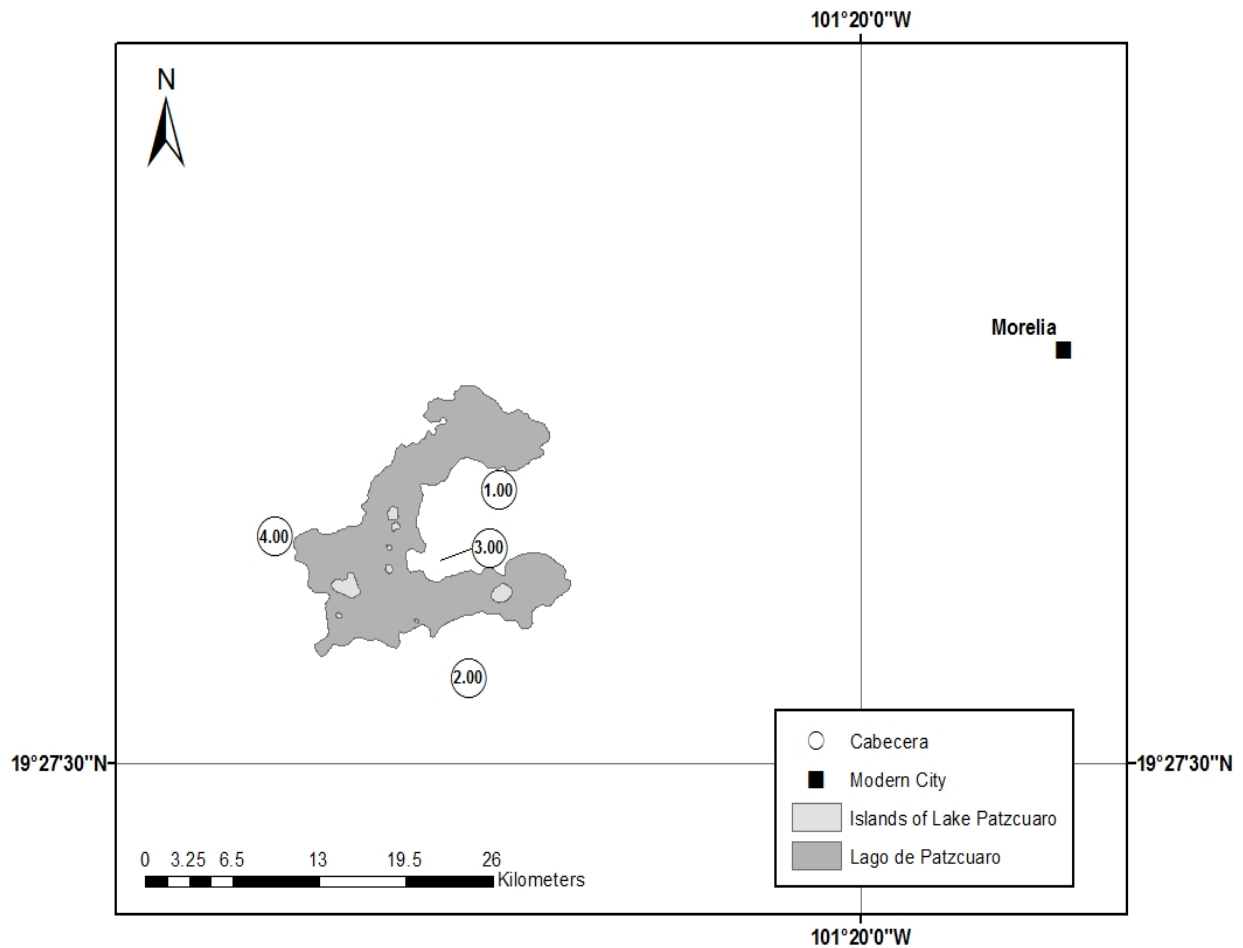 101°20'0"W
N
Morelia
1.00
4.00
3.00
2.00
19°27'30"N
19°27'30"N
Cabecera
Modern City
Islands of Lake Patzcuaro
Lago de Patzcuaro
0 3.25 6.5 13 19.5 26
Kilometers
101°20'0"W